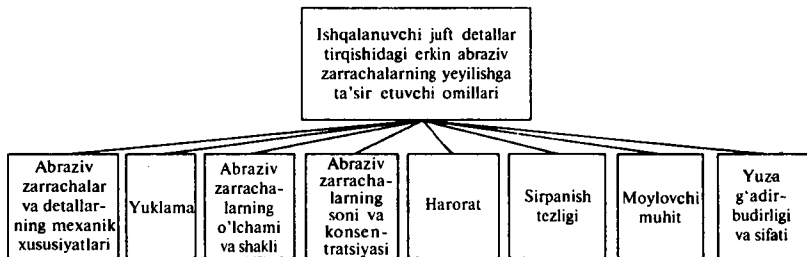 Ishqalanuvchi juft detallar
tirqishidagi erkin abraziv
zarrachalarning yeyilishga
ta'sir etuvchi omillari
Abraziv
zarrachalar
va detallar-
ning mexanik
xususiyatlari
Yuklama
Abraziv
zarracha-
larning
o'lchami
va shakli
Abraziv
zarracha-
larning
soni va
konsen-
tratsiyasi
Harorat
Sirpanish
tezligi
Moylovchi
muhit
Yuza
g'adir-
budirligi
va sifati